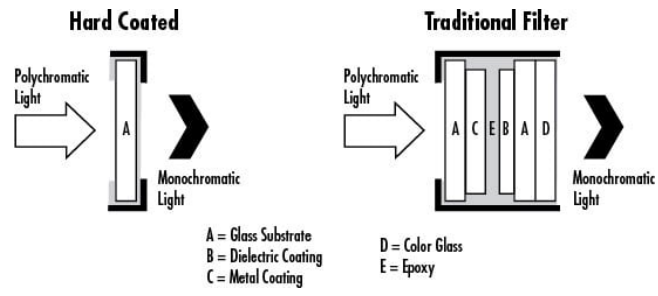 Hard Coated
Traditional Filter
Polychromatic
Light
A
Monochromatic
Light
Polychromatic
Light
A C E B A D
Monochromatic
Light
A = Glass Substrate
B = Dielectric Coating
C = Metal Coating
D = Color Glass
E = Epoxy